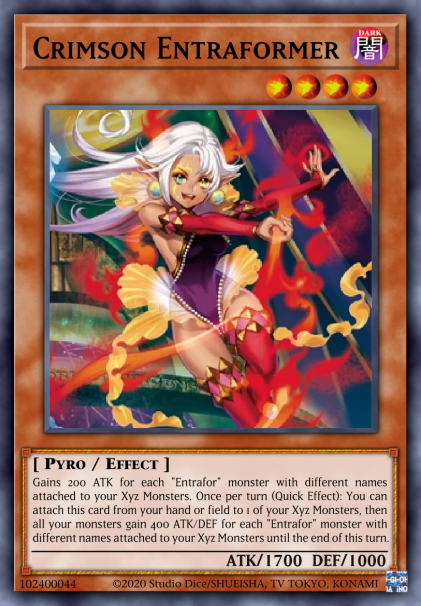 Crimson Entraformer
DARK
闇
[ Pyro / Effect ]
Gains 200 ATK for each "Entrafor" monster with different names
attached to your Xyz Monsters. Once per turn (Quick Effect): You can
attach this card from your hand or field to 1 of your Xyz Monsters, then
all your monsters gain 400 ATK/DEF for each "Entrafor" monster with
different names attached to your Xyz Monsters until the end of this turn.
ATK/1700 DEF/1000
102400044 ©2020 Studio Dice/SHUEISHA, TV TOKYO, KONAMI